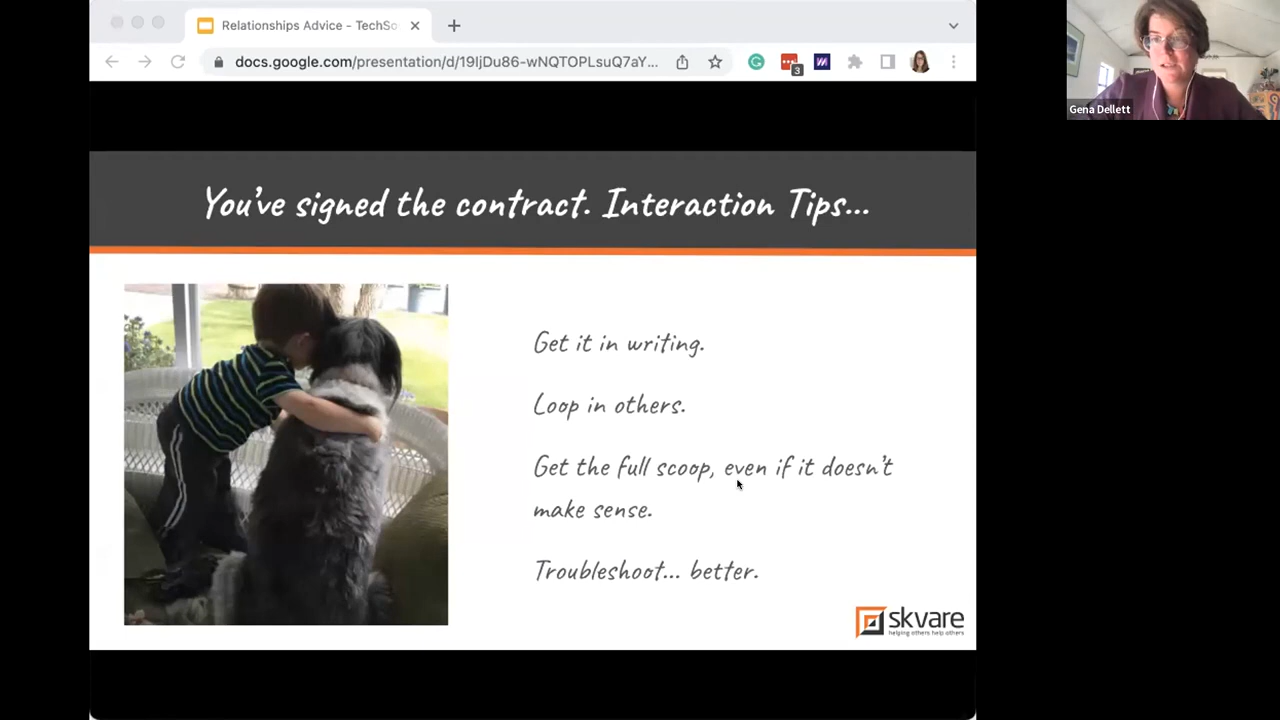 Relationships Advice - TechSo
docs.google.com/presentation/d/19IjDu86-wNQTOPLsuQ7aY...
3
Gena Dellett
You've signed the contract. Interaction Tips...
Get it in writing.
Loop in others.
Get the full scoop, even if it doesn't
make sense.
Troubleshoot... better.
skvare
helping others help others